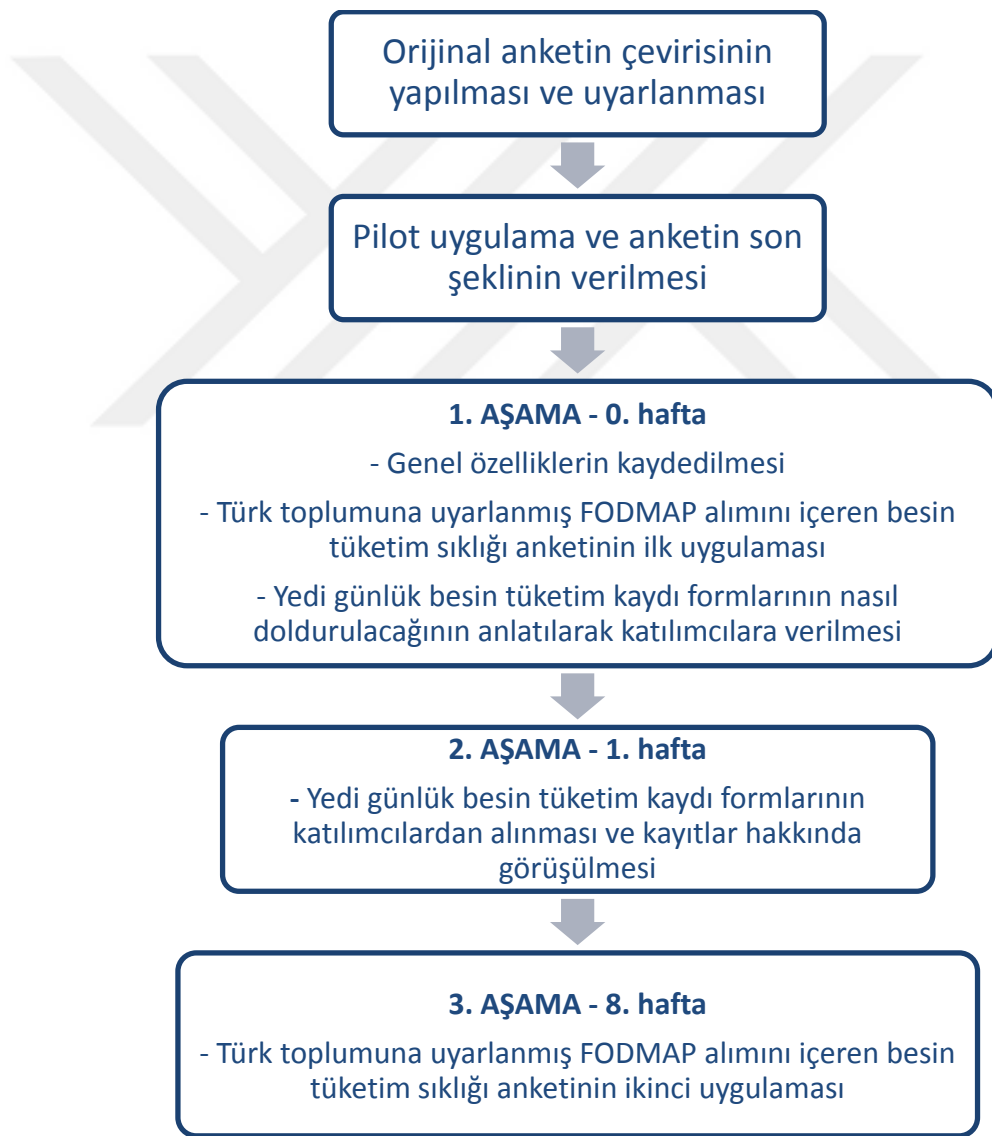 Orijinal anketin çevirisinin
yapılması ve uyarlanması
Pilot uygulama ve anketin son
şeklinin verilmesi
1. AŞAMA - 0. hafta
- Genel özelliklerin kaydedilmesi
- Türk toplumuna uyarlanmış FODMAP alımını içeren besin
tüketim sıklığı anketinin ilk uygulaması
- Yedi günlük besin tüketim kaydı formlarının nasıl
doldurulacağının anlatılarak katılımcılara verilmesi
2. AŞAMA - 1. hafta
- Yedi günlük besin tüketim kaydı formlarının
katılımcılardan alınması ve kayıtlar hakkında
görüşülmesi
3. AŞAMA - 8. hafta
- Türk toplumuna uyarlanmış FODMAP alımını içeren besin
tüketim sıklığı anketinin ikinci uygulaması